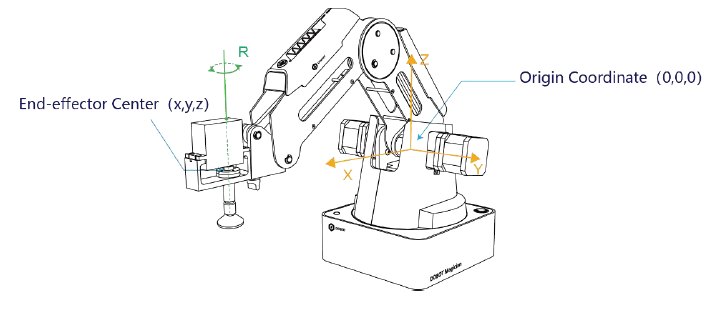 R
Z
Origin Coordinate（0,0,0）
End-effector Center（x,y,z）
X
Y
DOBOT Magician